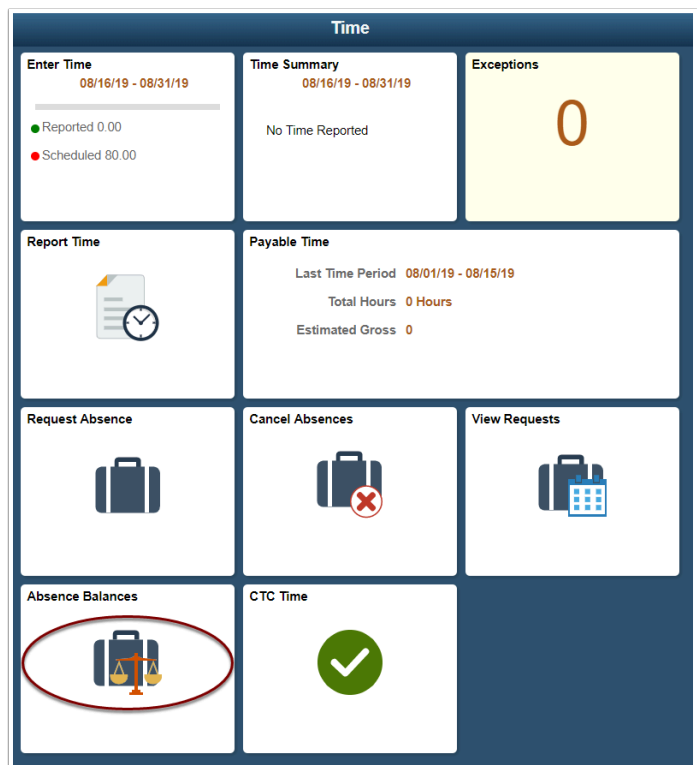 Time
Enter Time
08/16/19 - 08/31/19
Reported 0.00
Scheduled 80.00
Time Summary
08/16/19 - 08/31/19
No Time Reported
Exceptions
0
Report Time
Payable Time
Last Time Period 08/01/19 - 08/15/19
Total Hours 0 Hours
Estimated Gross 0
Request Absence
Cancel Absences
View Requests
Absence Balances
CTC Time